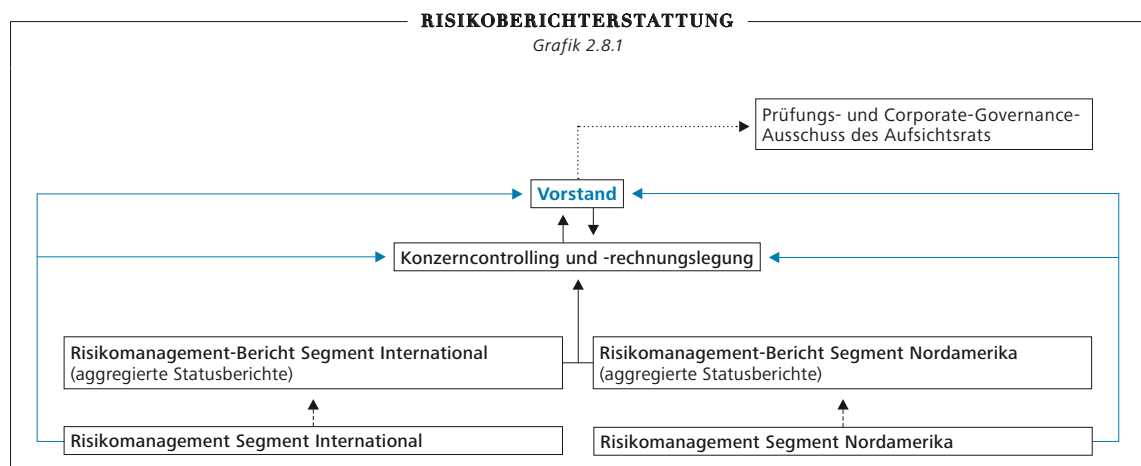 RISIKOBERICHTERSTATTUNG
Grafik 2.8.1
Prüfungs- und Corporate-Governance-
Ausschuss des Aufsichtsrats
Vorstand
Konzerncontrolling und -rechnungslegung
Risikomanagement-Bericht Segment International
(aggregierte Statusberichte)
Risikomanagement-Bericht Segment Nordamerika
(aggregierte Statusberichte)
Risikomanagement Segment International
Risikomanagement Segment Nordamerika